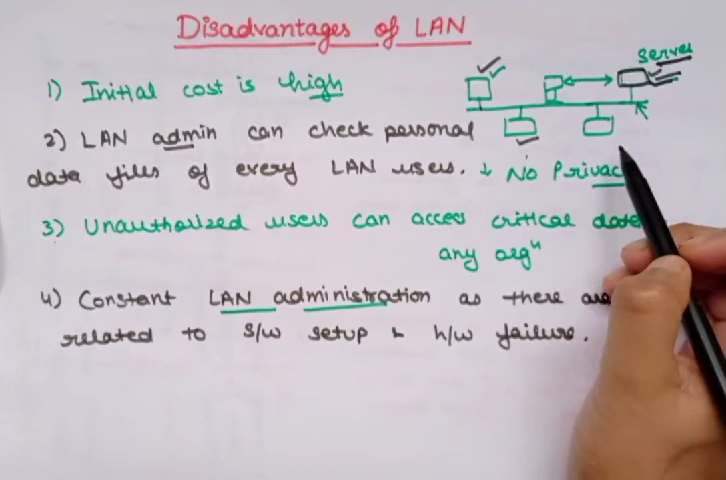 Disadvantages of LAN
Server
1) Initial cost is high
2) LAN admin can check personal
data files of every LAN users. ↓ No Privac
3) Unauthorized users can access critical data
any orgⁿ
4) Constant LAN administration as there are
related to s/w setup & h/w failure.